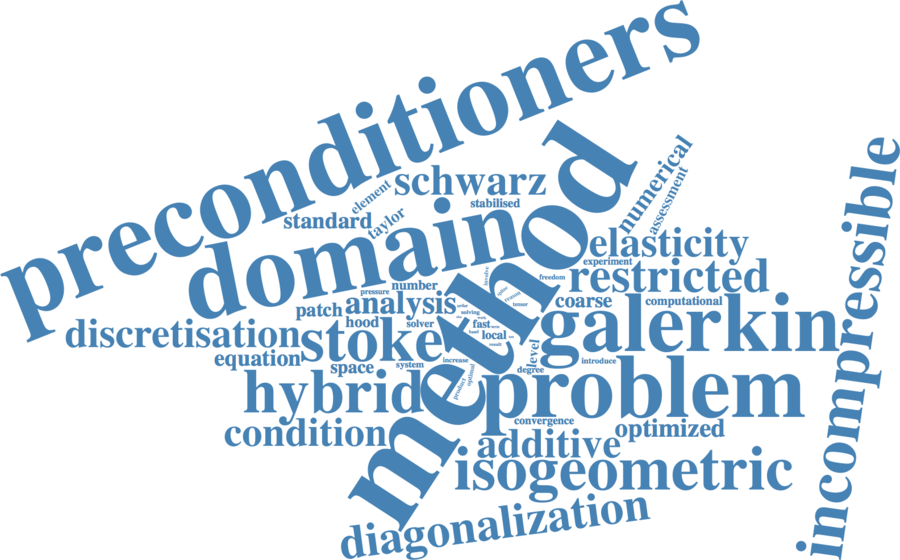 preconditioners
method
domain
schwarz
element
stabilised
standard
taylor
numerical
assessment
incompressible
elasticity
experiment
restricted
freedom
number
pressure
patch
analysis
coarse
computational
discretisation
hood
solver
solving
fast
local
galerkin
stoke
equation
space
system
increase
level
degree
introduce
hybrid
product
optimal
problem
condition
convergence
optimized
additive
isogeometric
diagonalization
involve
tensor
result